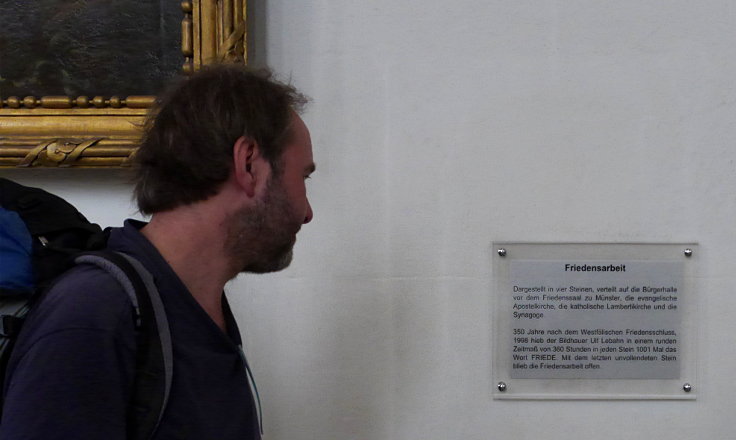 Friedensarbeit
Dargestellt in vier Steinen, verteilt auf die Bürgerhalle
vor dem Friedenssaal zu Münster, die evangelische
Apostelkirche, die katholische Lambertikirche und die
Synagoge.
350 Jahre nach dem Westfälischen Friedensschluss,
1998 hieb der Bildhauer Ulf Lebahn in einem runden
Zeitmaß von 360 Stunden in jeden Stein 1001 Mal das
Wort FRIEDE. Mit dem letzten unvollendeten Stein
blieb die Friedensarbeit offen.